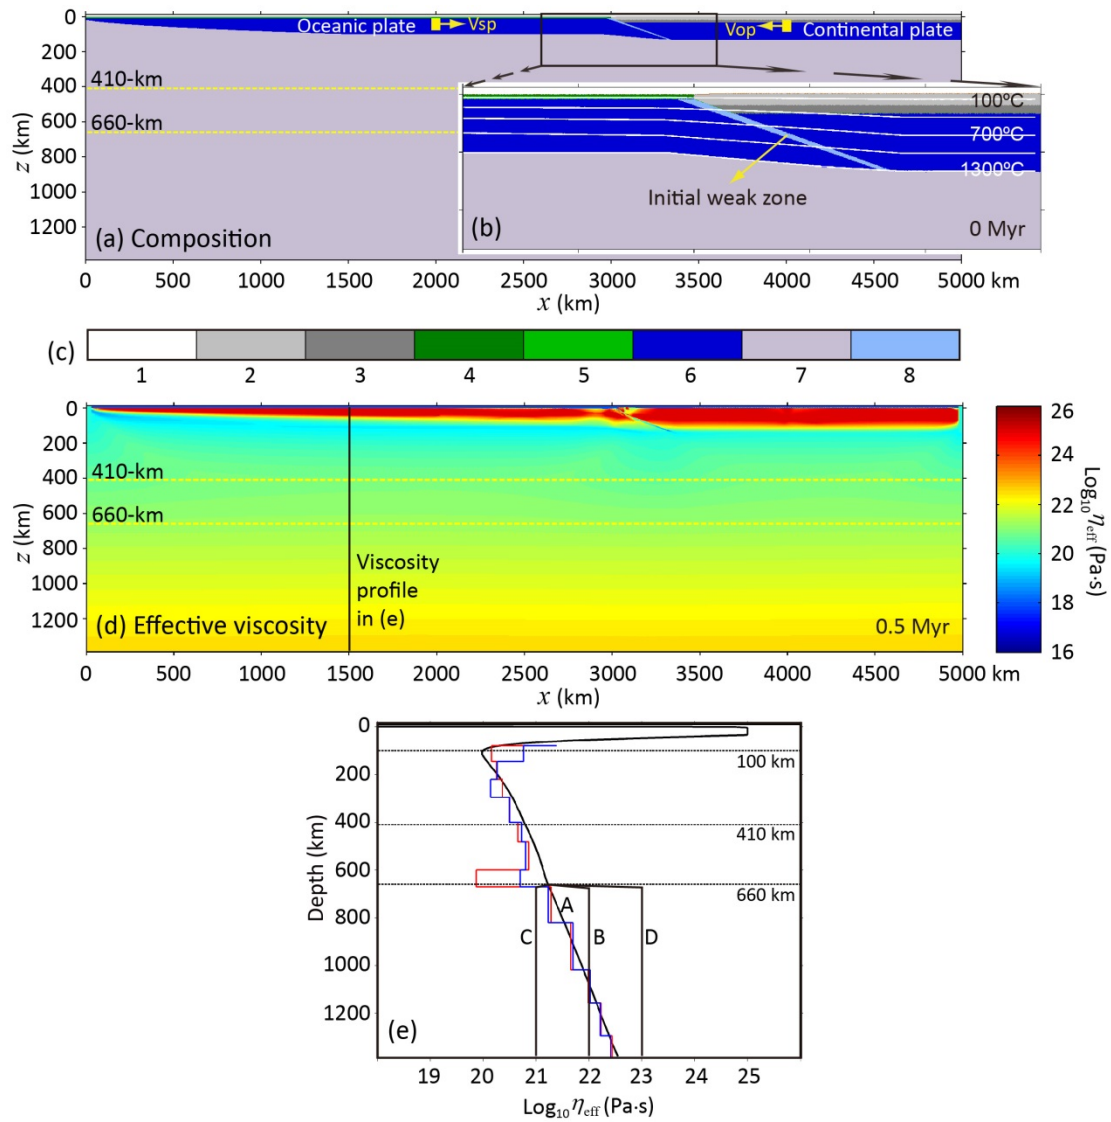 0
200
400
600
800
1000
1200
z (km)
Oceanic plate
Vsp
Vop
Continental plate
410-km
660-km
100ºC
700ºC
1300ºC
Initial weak zone
(b)
0 Myr
(a) Composition
0 500 1000 1500 2000 2500 3000 3500 4000 4500 5000 km
x (km)
(c)
1 2 3 4 5 6 7 8
0
200
400
600
800
1000
1200
z (km)
410-km
660-km
Viscosity
profile
in (e)
(d) Effective viscosity
0.5 Myr
0 500 1000 1500 2000 2500 3000 3500 4000 4500 5000 km
x (km)
26
24
22
20
18
16
Log10 ηeff (Pa·s)
0
200
400
600
800
1000
1200
Depth (km)
100 km
410 km
660 km
A
C B D
(e)
19 20 21 22 23 24 25
Log10 ηeff (Pa·s)